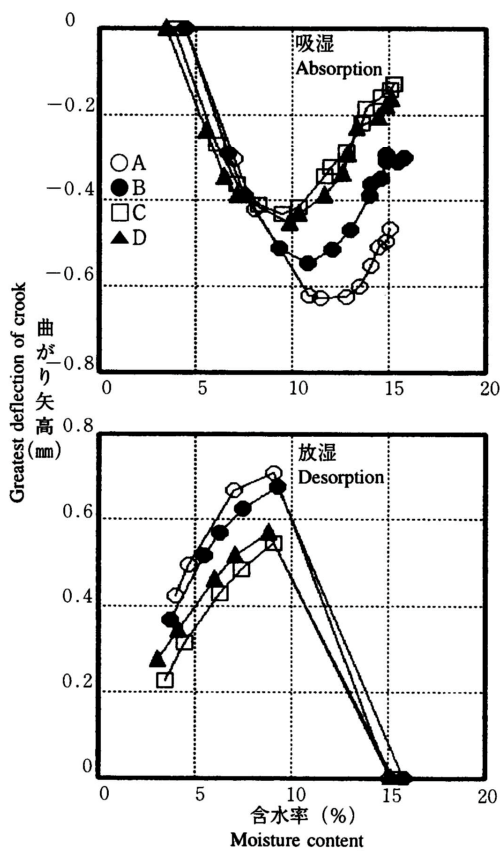 0
-0.2
-0.4
-0.6
-0.8
吸湿
Absorption
○A
●B
□C
▲D
0
5
10
15
20
Greatest deflection of crook
曲がり矢高
(㎜)
0.8
0.6
0.4
0.2
0
放湿
Desorption
0
5
10
15
20
含水率 (%)
Moisture content